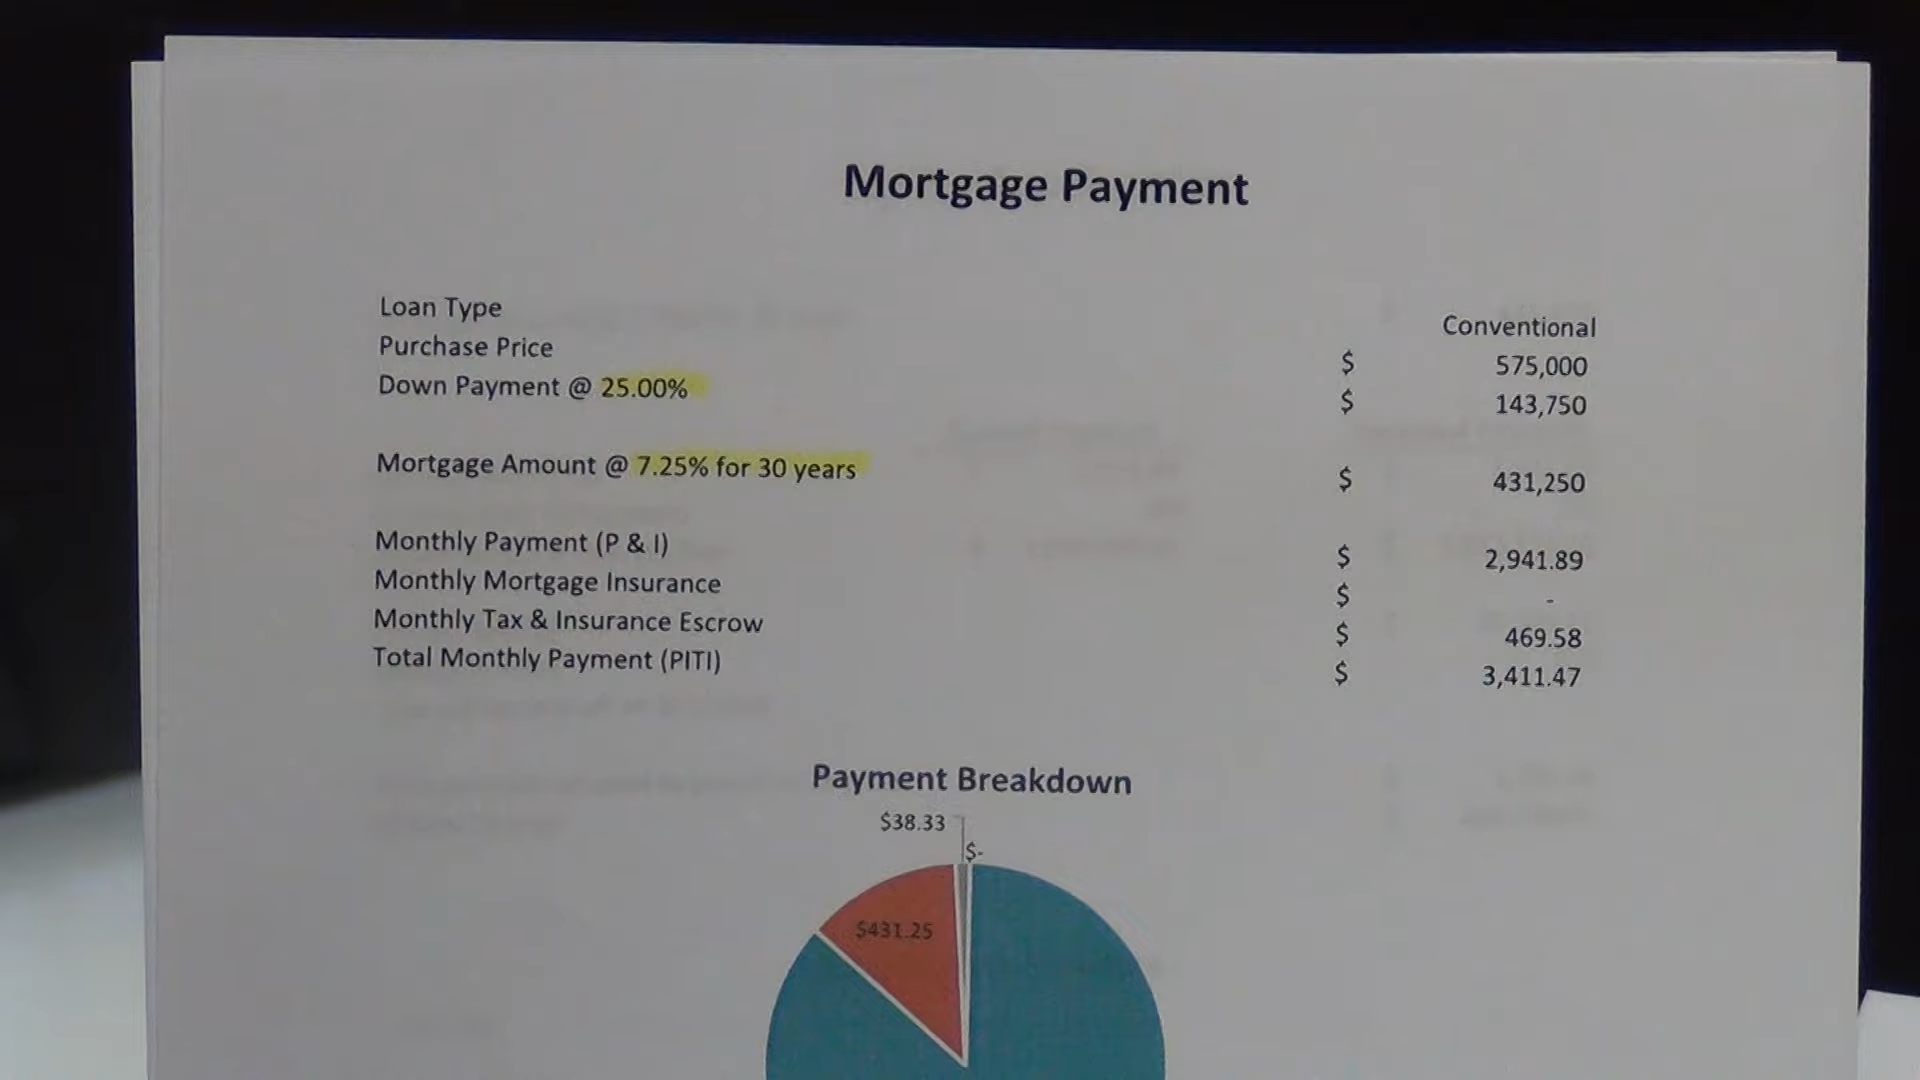 Mortgage Payment
Loan Type Conventional
Purchase Price $ 575,000
Down Payment @ 25.00% $ 143,750
Mortgage Amount @ 7.25% for 30 years $ 431,250
Monthly Payment (P & I) $ 2,941.89
Monthly Mortgage Insurance $ -
Monthly Tax & Insurance Escrow $ 469.58
Total Monthly Payment (PITI) $ 3,411.47
Payment Breakdown
$38.33
$-
$431.25